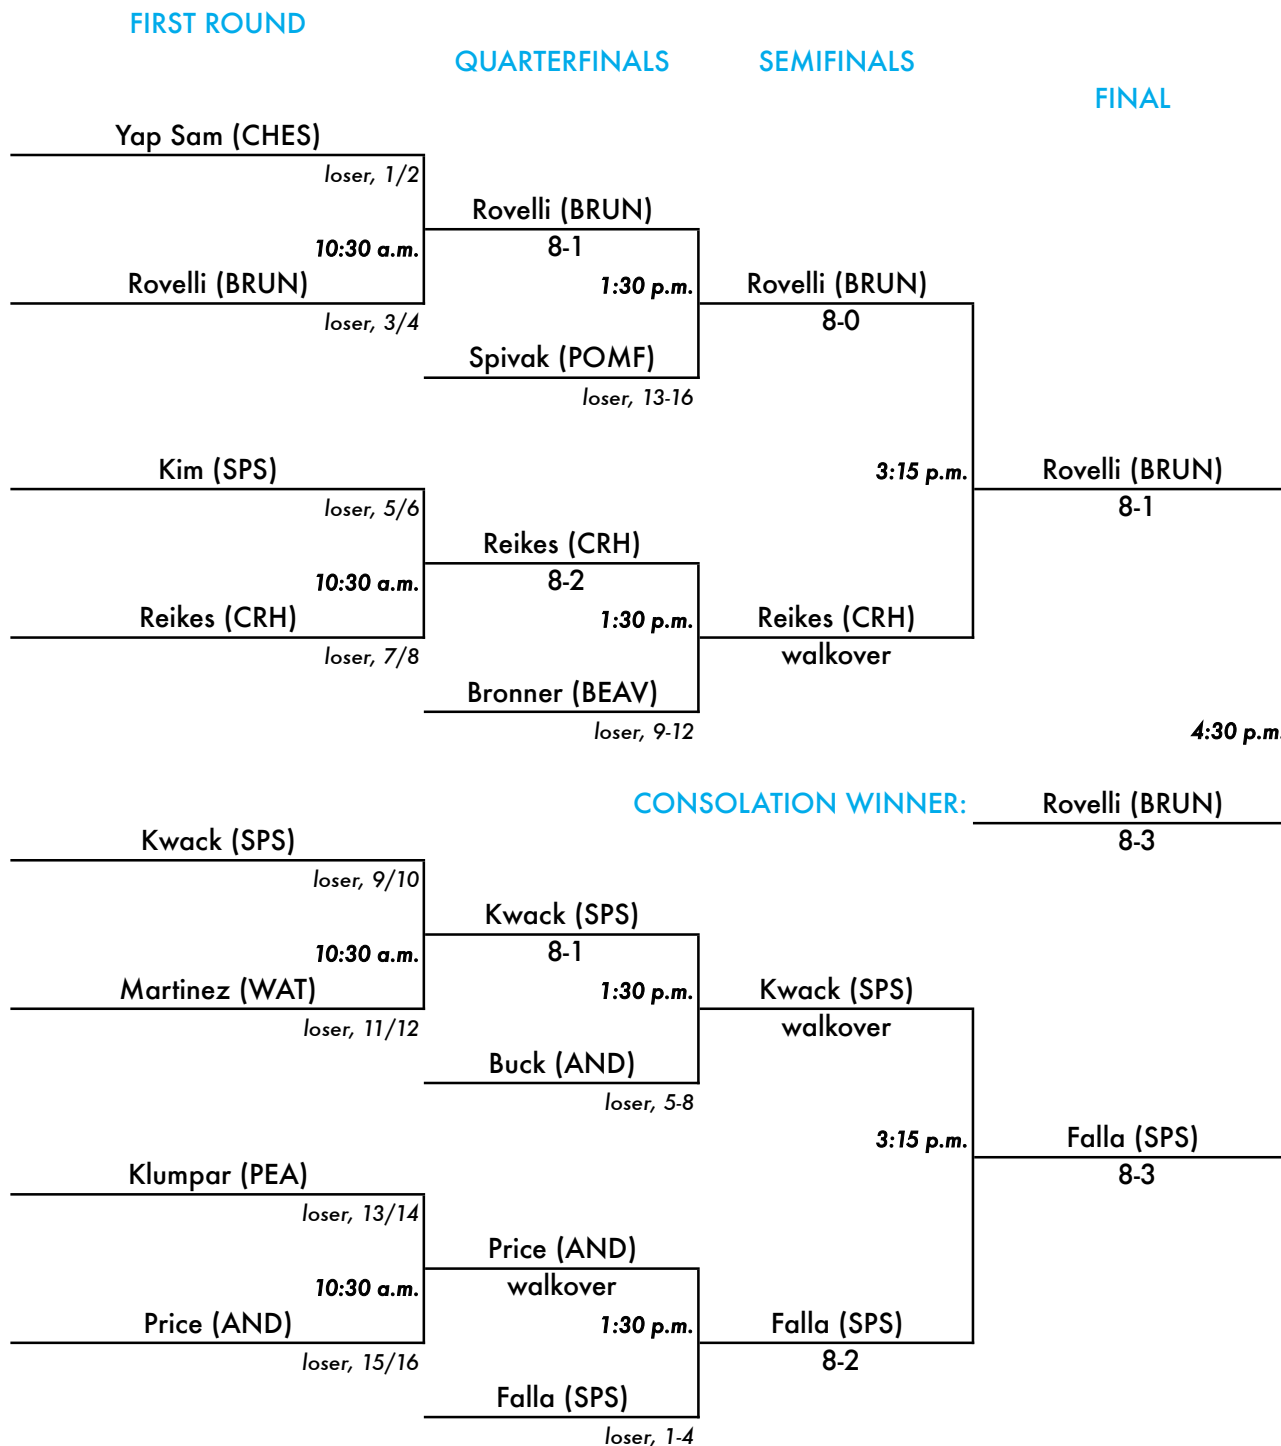 FIRST ROUND
QUARTERFINALS
SEMIFINALS
FINAL
Yap Sam (CHES)
loser, 1/2
Rovelli (BRUN)
10:30 a.m.
8-1
Rovelli (BRUN)
1:30 p.m.
Rovelli (BRUN)
loser, 3/4
8-0
Spivak (POMF)
loser, 13-16
Kim (SPS)
3:15 p.m.
Rovelli (BRUN)
loser, 5/6
8-1
Reikes (CRH)
10:30 a.m.
8-2
Reikes (CRH)
1:30 p.m.
Reikes (CRH)
loser, 7/8
walkover
Bronner (BEAV)
loser, 9-12
4:30 p.m.
CONSOLATION WINNER:
Rovelli (BRUN)
8-3
Kwack (SPS)
loser, 9/10
Kwack (SPS)
10:30 a.m.
8-1
Martinez (WAT)
1:30 p.m.
Kwack (SPS)
loser, 11/12
walkover
Buck (AND)
loser, 5-8
3:15 p.m.
Falla (SPS)
8-3
Klumpar (PEA)
loser, 13/14
Price (AND)
10:30 a.m.
walkover
Price (AND)
1:30 p.m.
Falla (SPS)
loser, 15/16
8-2
Falla (SPS)
loser, 1-4